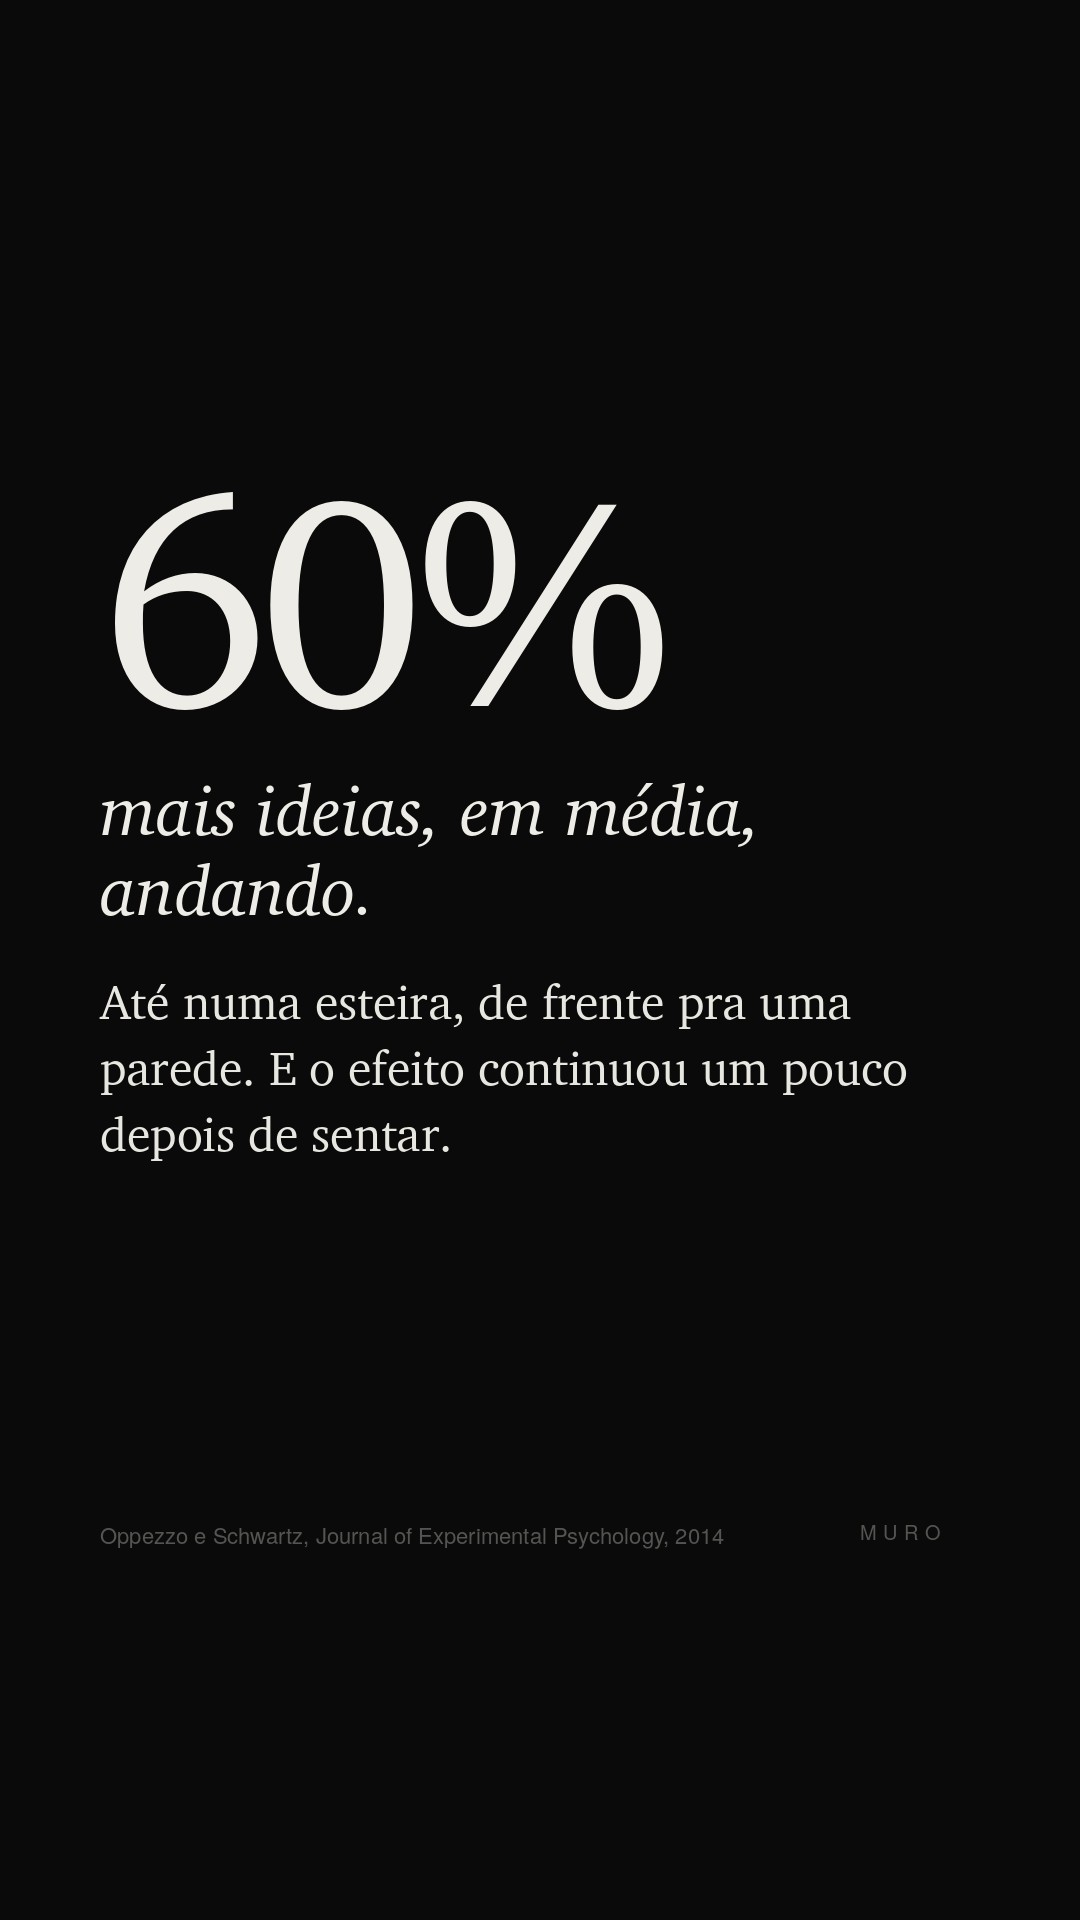 60%
mais ideias, em média,
andando.
Até numa esteira, de frente pra uma
parede. E o efeito continuou um pouco
depois de sentar.
Oppezzo e Schwartz, Journal of Experimental Psychology, 2014
MURO